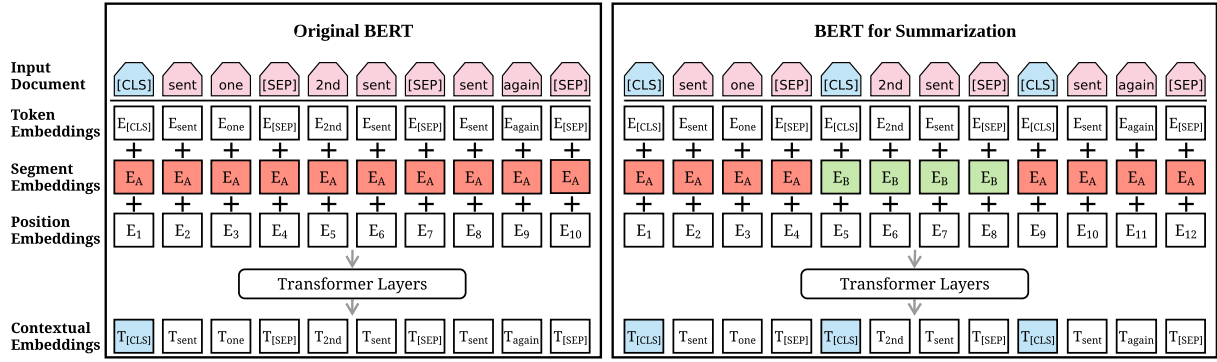 Original BERT
BERT for Summarization
Input Document [CLS] sent one [SEP] 2nd sent [SEP] sent again [SEP] [CLS] sent one [SEP] [CLS] 2nd sent [SEP] [CLS] sent again [SEP]
Token Embeddings E[CLS] Esent Eone E[SEP] E2nd Esent E[SEP] Esent Eagain E[SEP] E[CLS] Esent Eone E[SEP] E[CLS] E2nd Esent E[SEP] E[CLS] Esent Eagain E[SEP]
+ + + + + + + + + + + + + + + + + + + + + +
Segment Embeddings EA EA EA EA EA EA EA EA EA EA EA EA EA EA EB EB EB EB EA EA EA EA
+ + + + + + + + + + + + + + + + + + + + + +
Position Embeddings E1 E2 E3 E4 E5 E6 E7 E8 E9 E10 E1 E2 E3 E4 E5 E6 E7 E8 E9 E10 E11 E12
Transformer Layers
Transformer Layers
Contextual Embeddings T[CLS] Tsent Tone T[SEP] T2nd Tsent T[SEP] Tsent Tagain T[SEP] T[CLS] Tsent Tone T[SEP] T[CLS] T2nd Tsent T[SEP] T[CLS] Tsent Tagain T[SEP]